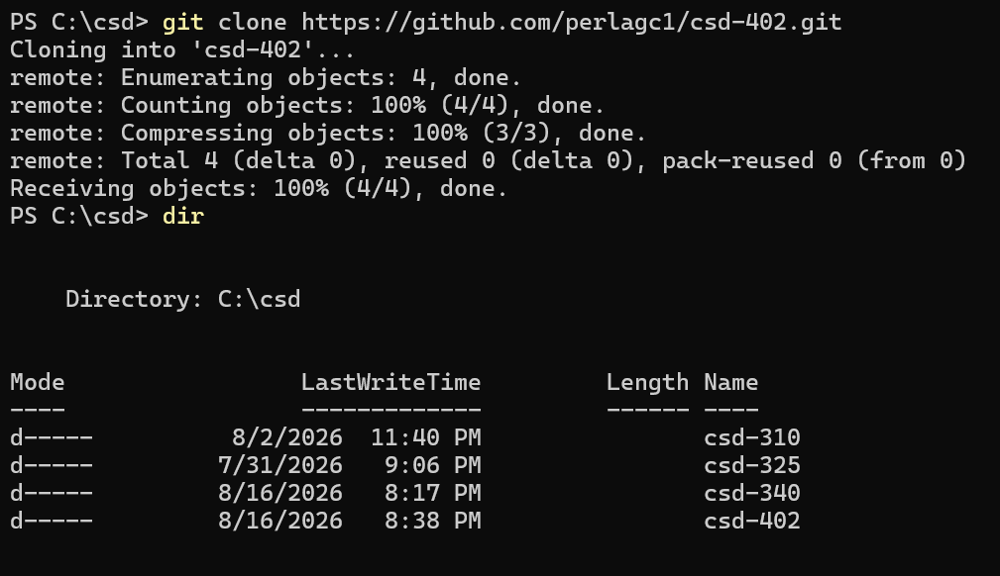 PS C:\csd> git clone https://github.com/perlagc1/csd-402.git
Cloning into 'csd-402'...
remote: Enumerating objects: 4, done.
remote: Counting objects: 100% (4/4), done.
remote: Compressing objects: 100% (3/3), done.
remote: Total 4 (delta 0), reused 0 (delta 0), pack-reused 0 (from 0)
Receiving objects: 100% (4/4), done.
PS C:\csd> dir
    Directory: C:\csd
Mode                 LastWriteTime         Length Name
----                 -------------         ------ ----
d-----          8/2/2026  11:40 PM                csd-310
d-----         7/31/2026   9:06 PM                csd-325
d-----         8/16/2026   8:17 PM                csd-340
d-----         8/16/2026   8:38 PM                csd-402